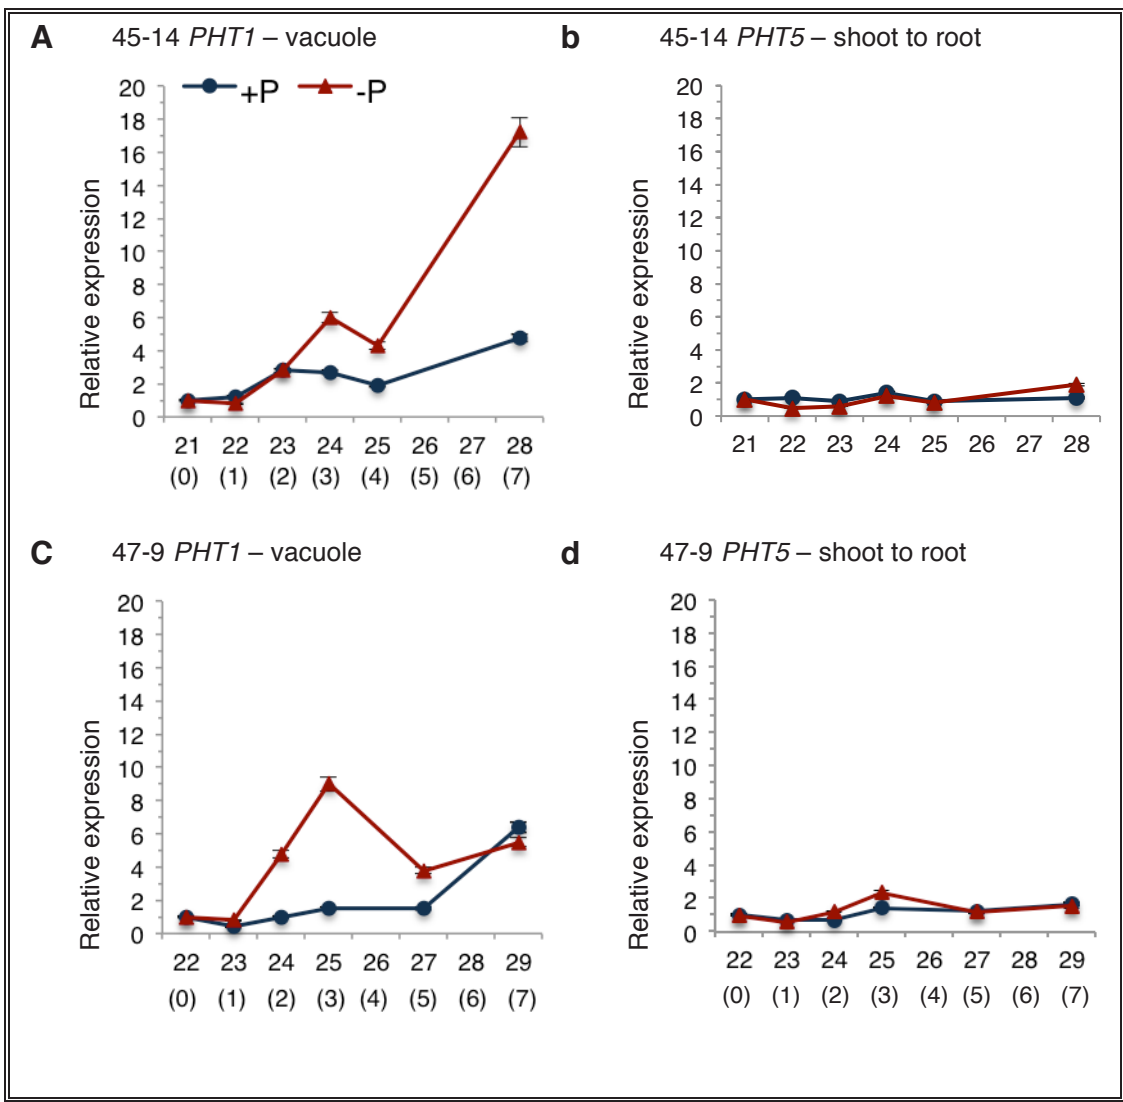 A 45-14 PHT1 – vacuole
+P -P
Relative expression
20
18
16
14
12
10
8
6
4
2
0
21 22 23 24 25 26 27 28
(0) (1) (2) (3) (4) (5) (6) (7)
b 45-14 PHT5 – shoot to root
Relative expression
20
18
16
14
12
10
8
6
4
2
0
21 22 23 24 25 26 27 28
C 47-9 PHT1 – vacuole
Relative expression
20
18
16
14
12
10
8
6
4
2
0
22 23 24 25 26 27 28 29
(0) (1) (2) (3) (4) (5) (6) (7)
d 47-9 PHT5 – shoot to root
Relative expression
20
18
16
14
12
10
8
6
4
2
0
22 23 24 25 26 27 28 29
(0) (1) (2) (3) (4) (5) (6) (7)